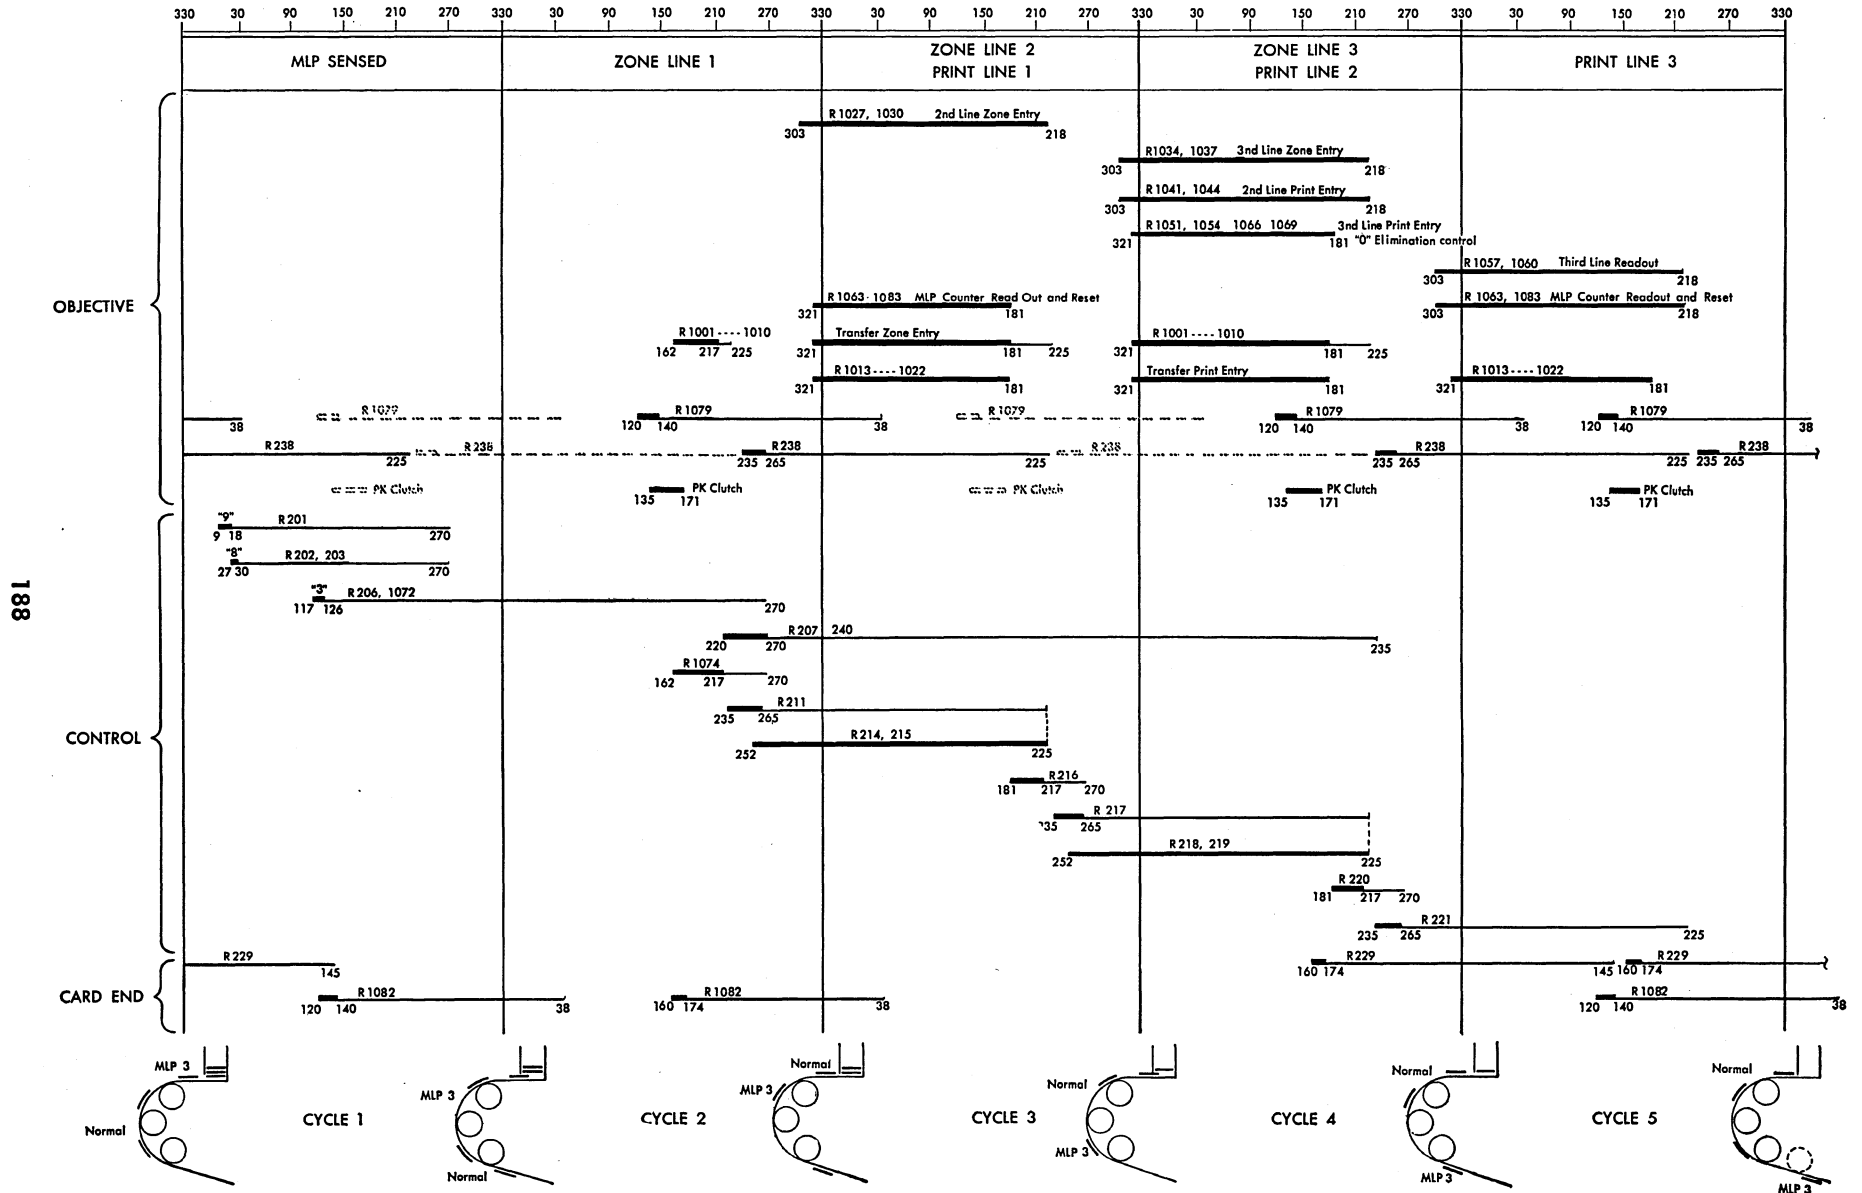 330 30 90 150 210 270 330 30 90 150 210 270 330 30 90 150 210 270 330 30 90 150 210 270 330 30 90 150 210 270 330
MLP SENSED
ZONE LINE 1
ZONE LINE 2
PRINT LINE 1
ZONE LINE 3
PRINT LINE 2
PRINT LINE 3
OBJECTIVE
R 1027, 1030 2nd Line Zone Entry
303 218
R1034, 1037 3nd Line Zone Entry
303 218
R 1041, 1044 2nd Line Print Entry
303 218
R 1051, 1054 1066 1069 3nd Line Print Entry
321 181 "0" Elimination control
R 1057, 1060 Third Line Readout
303 218
R 1063-1083 MLP Counter Read Out and Reset
321 181
R 1063, 1083 MLP Counter Readout and Reset
303 218
R 1001 ---- 1010
162 217 225
Transfer Zone Entry
321 181 225
R 1001 ---- 1010
321 181 225
R 1013 ---- 1022
321 181
Transfer Print Entry
321 181
R 1013 ---- 1022
321 181
R 1079 R 1079 R 1079 R 1079 R 1079
38 120 140 38 120 140 38 120 140 38
R 238 R 238 R 238 R 238 R 238 R 238
225 235 265 225 235 265 225 235 265
PK Clutch PK Clutch PK Clutch PK Clutch PK Clutch
135 171 135 171 135 171
CONTROL
"9" R 201
9 18 270
"8" R 202, 203
27 30 270
"3" R 206, 1072
117 126 270
R 207 240
220 270 235
R 1074
162 217 270
R 211
235 265
R 214, 215
252 225
R 216
181 217 270
R 217
35 265
R 218, 219
252 225
R 220
181 217 270
R 221
235 265 225
CARD END
R 229 R 229 R 229
145 160 174 145 160 174
R 1082 R 1082 R 1082
120 140 38 160 174 38 120 140 38
MLP 3
Normal
CYCLE 1
MLP 3
Normal
CYCLE 2
Normal
MLP 3
CYCLE 3
Normal
MLP 3
CYCLE 4
Normal
MLP 3
CYCLE 5
Normal
MLP 3
188